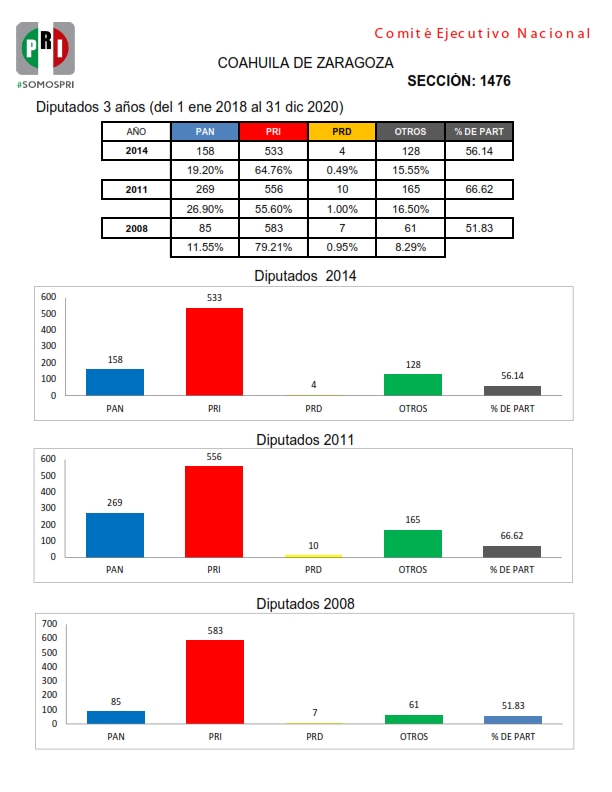 Comité Ejecutivo Nacional
PRI
#SOMOSPRI
COAHUILA DE ZARAGOZA
SECCIÓN: 1476
Diputados 3 años (del 1 ene 2018 al 31 dic 2020)
AÑO PAN PRI PRD OTROS % DE PART
2014 158 533 4 128 56.14
19.20% 64.76% 0.49% 15.55%
2011 269 556 10 165 66.62
26.90% 55.60% 1.00% 16.50%
2008 85 583 7 61 51.83
11.55% 79.21% 0.95% 8.29%
Diputados 2014
600
500
400
300
200
100
0
158 533 4 128 56.14
PAN PRI PRD OTROS % DE PART
Diputados 2011
600
500
400
300
200
100
0
269 556 10 165 66.62
PAN PRI PRD OTROS % DE PART
Diputados 2008
700
600
500
400
300
200
100
0
85 583 7 61 51.83
PAN PRI PRD OTROS % DE PART